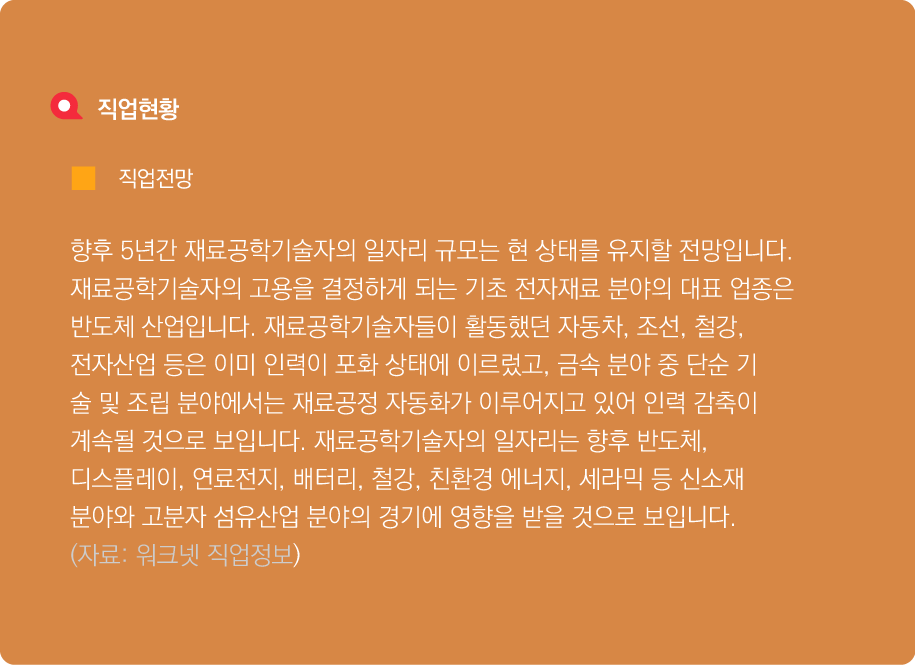 직업현황
직업전망
향후 5년간 재료공학기술자의 일자리 규모는 현 상태를 유지할 전망입니다.
재료공학기술자의 고용을 결정하게 되는 기초 전자재료 분야의 대표 업종은
반도체 산업입니다. 재료공학기술자들이 활동했던 자동차, 조선, 철강,
전자산업 등은 이미 인력이 포화 상태에 이르렀고, 금속 분야 중 단순 기
술 및 조립 분야에서는 재료공정 자동화가 이루어지고 있어 인력 감축이
계속될 것으로 보입니다. 재료공학기술자의 일자리는 향후 반도체,
디스플레이, 연료전지, 배터리, 철강, 친환경 에너지, 세라믹 등 신소재
분야와 고분자 섬유산업 분야의 경기에 영향을 받을 것으로 보입니다.
(자료: 워크넷 직업정보)